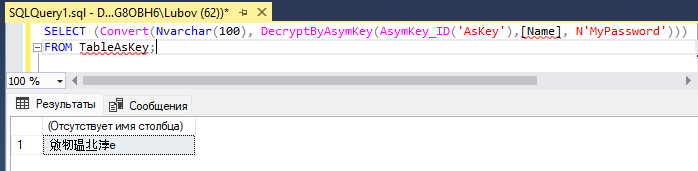 SQLQuery1.sql - D...G8OBH6\Lubov (62))*
SELECT (Convert(Nvarchar(100), DecryptByAsymKey(AsymKey_ID('AsKey'),[Name], N'MyPassword')))
FROM TableAsKey;
100 %
Результаты Сообщения
(Отсутствует имя столбца)
1